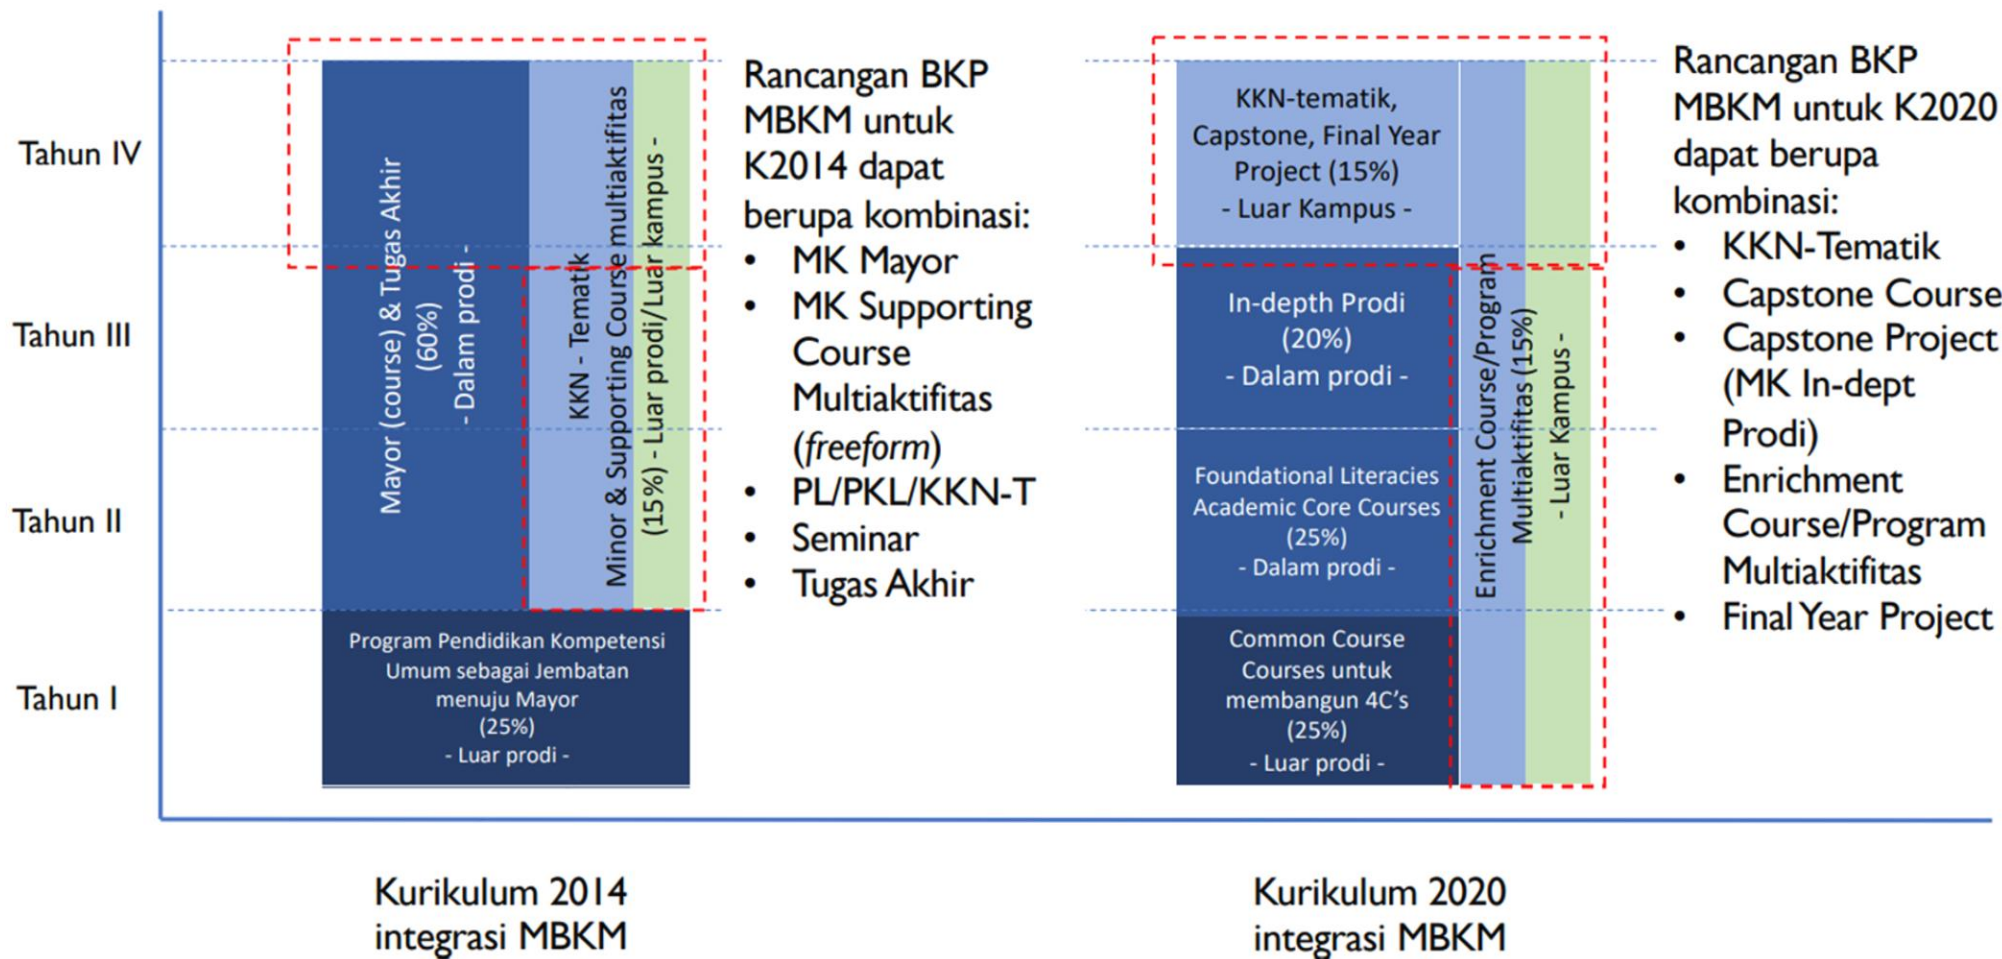 Tahun IV
Tahun III
Tahun II
Tahun I
Mayor (course) & Tugas Akhir
(60%)
- Dalam prodi -
KKN - Tematik
Minor & Supporting Course multiaktifitas
(15%) - Luar prodi/Luar kampus -
Program Pendidikan Kompetensi
Umum sebagai Jembatan
menuju Mayor
(25%)
- Luar prodi -
Rancangan BKP
MBKM untuk
K2014 dapat
berupa kombinasi:
• MK Mayor
• MK Supporting
Course
Multiaktifitas
(freeform)
• PL/PKL/KKN-T
• Seminar
• Tugas Akhir
KKN-tematik,
Capstone, Final Year
Project (15%)
- Luar Kampus -
In-depth Prodi
(20%)
- Dalam prodi -
Foundational Literacies
Academic Core Courses
(25%)
- Dalam prodi -
Common Course
Courses untuk
membangun 4C's
(25%)
- Luar prodi -
Enrichment Course/Program
Multiaktifitas (15%)
- Luar Kampus -
Rancangan BKP
MBKM untuk K2020
dapat berupa
kombinasi:
• KKN-Tematik
• Capstone Course
• Capstone Project
(MK In-dept
Prodi)
• Enrichment
Course/Program
Multiaktifitas
• Final Year Project
Kurikulum 2014
integrasi MBKM
Kurikulum 2020
integrasi MBKM